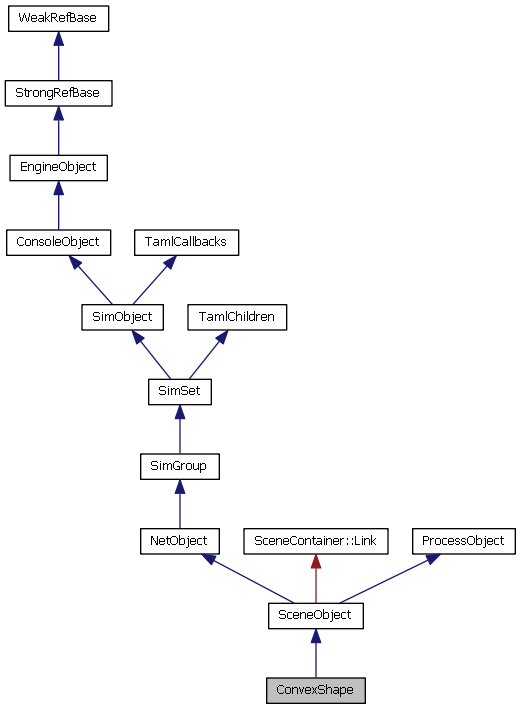 WeakRefBase
StrongRefBase
EngineObject
ConsoleObject
TamlCallbacks
SimObject
TamlChildren
SimSet
SimGroup
NetObject
SceneContainer::Link
ProcessObject
SceneObject
ConvexShape